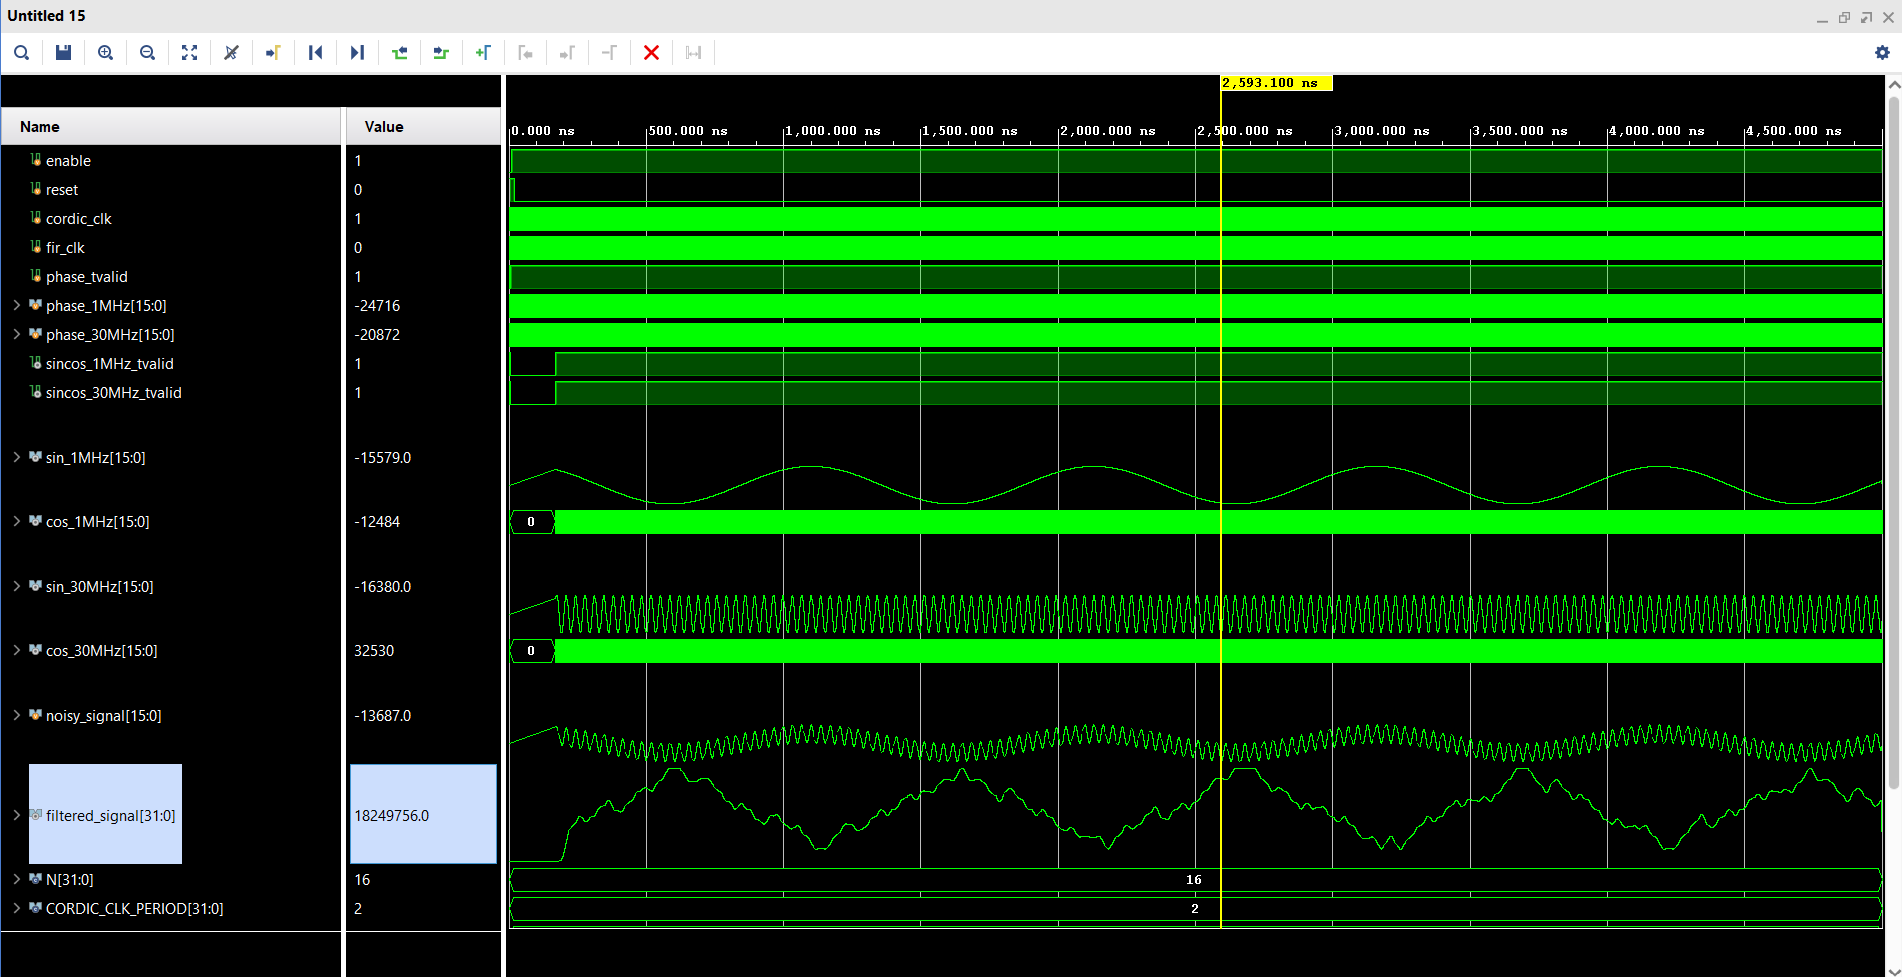 Untitled 15
2,593.100 ns
0.000 ns 500.000 ns 1,000.000 ns 1,500.000 ns 2,000.000 ns 2,500.000 ns 3,000.000 ns 3,500.000 ns 4,000.000 ns 4,500.000 ns
Name Value
enable 1
reset 0
cordic_clk 1
fir_clk 0
phase_tvalid 1
phase_1MHz[15:0] -24716
phase_30MHz[15:0] -20872
sincos_1MHz_tvalid 1
sincos_30MHz_tvalid 1
sin_1MHz[15:0] -15579.0
cos_1MHz[15:0] -12484 0
sin_30MHz[15:0] -16380.0
cos_30MHz[15:0] 32530 0
noisy_signal[15:0] -13687.0
filtered_signal[31:0] 18249756.0
N[31:0] 16 16
CORDIC_CLK_PERIOD[31:0] 2 2